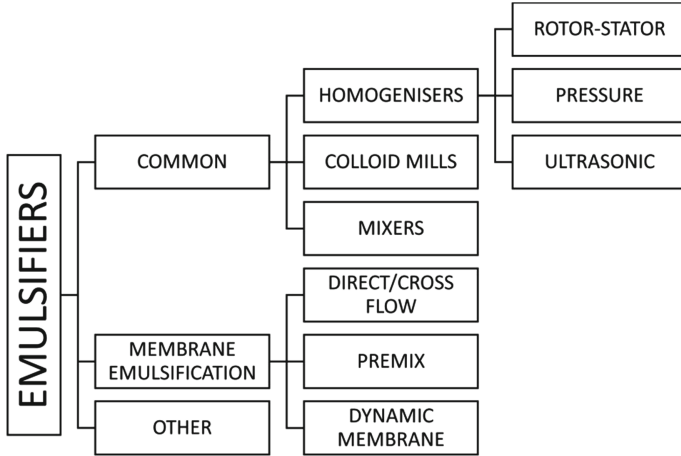 EMULSIFIERS
COMMON
HOMOGENISERS
ROTOR-STATOR
PRESSURE
ULTRASONIC
COLLOID MILLS
MIXERS
MEMBRANE
EMULSIFICATION
DIRECT/CROSS
FLOW
PREMIX
DYNAMIC
MEMBRANE
OTHER